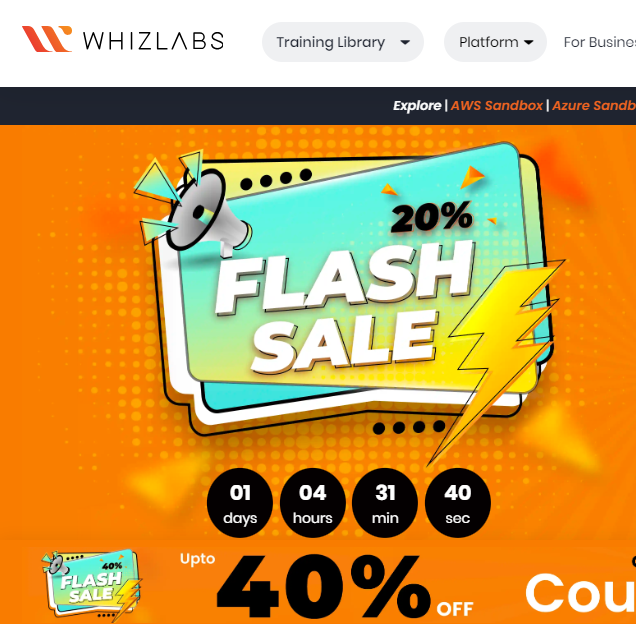 WHIZLABS
Training Library
Platform
For Busines
Explore | AWS Sandbox | Azure Sandb
20%
FLASH
SALE
01 04 31 40
days hours min sec
40%
FLASH
SALE
Upto
40% OFF
Cou